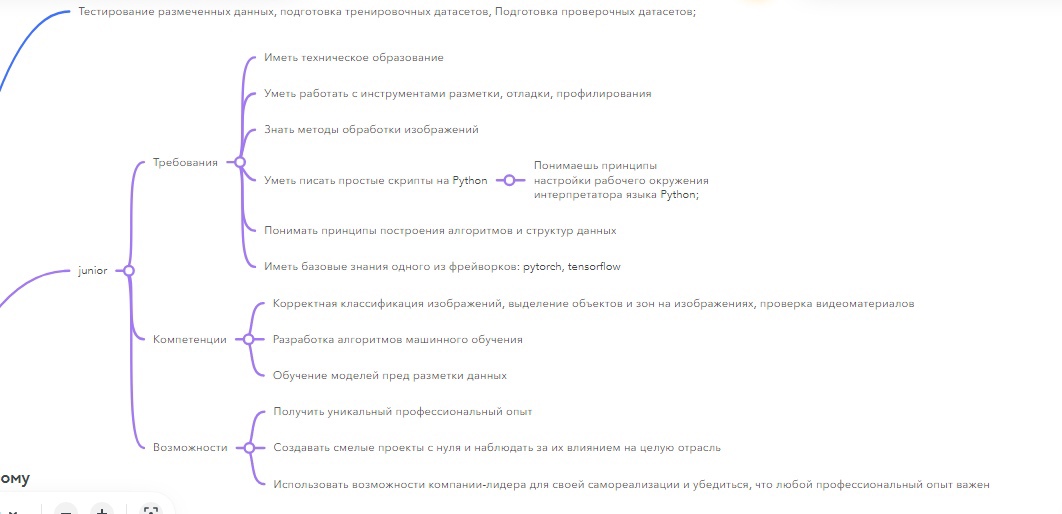 Тестирование размеченных данных, подготовка тренировочных датасетов, Подготовка проверочных датасетов;
Иметь техническое образование
Уметь работать с инструментами разметки, отладки, профилирования
Знать методы обработки изображений
Требования
Уметь писать простые скрипты на Python
Понимаешь принципы
настройки рабочего окружения
интерпретатора языка Python;
Понимать принципы построения алгоритмов и структур данных
Иметь базовые знания одного из фрейворков: pytorch, tensorflow
junior
Корректная классификация изображений, выделение объектов и зон на изображениях, проверка видеоматериалов
Компетенции
Разработка алгоритмов машинного обучения
Обучение моделей пред разметки данных
Получить уникальный профессиональный опыт
Возможности
Создавать смелые проекты с нуля и наблюдать за их влиянием на целую отрасль
Использовать возможности компании-лидера для своей самореализации и убедиться, что любой профессиональный опыт важен
ому